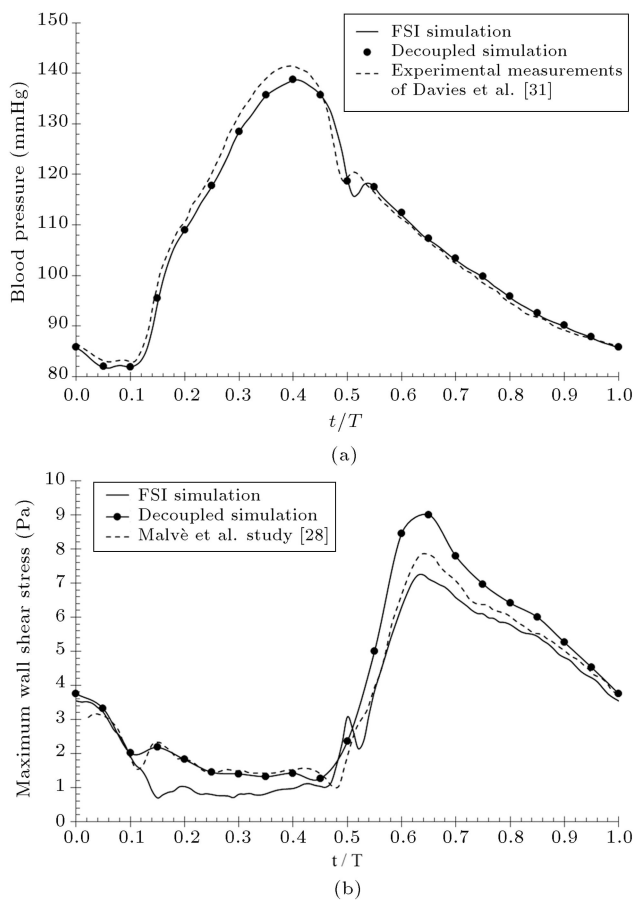 150
140
130
120
110
100
90
80
Blood pressure (mmHg)
FSI simulation
Decoupled simulation
Experimental measurements
of Davies et al. [31]
0.0 0.1 0.2 0.3 0.4 0.5 0.6 0.7 0.8 0.9 1.0
t/T
(a)
10
9
8
7
6
5
4
3
2
1
0
Maximum wall shear stress (Pa)
FSI simulation
Decoupled simulation
Malvè et al. study [28]
0.0 0.1 0.2 0.3 0.4 0.5 0.6 0.7 0.8 0.9 1.0
t/T
(b)